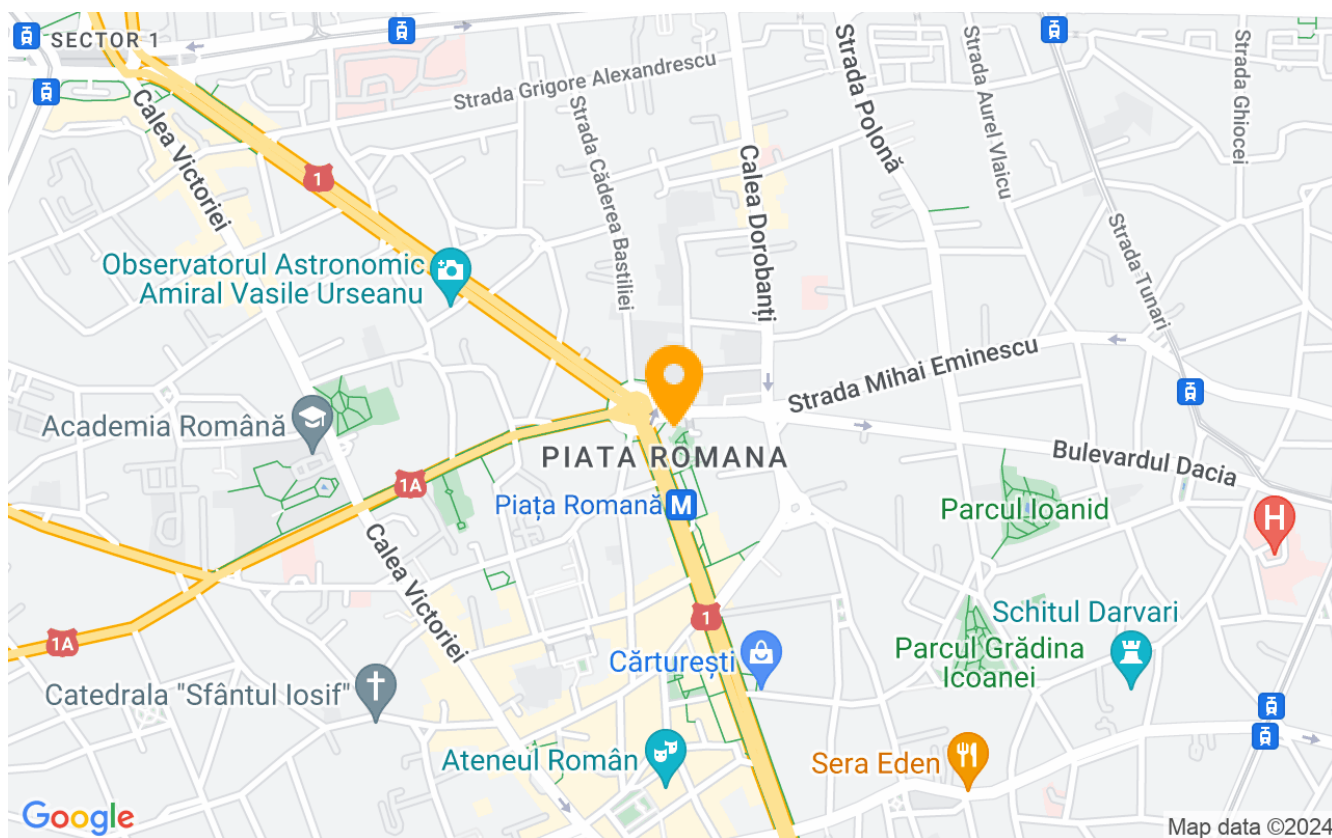 SECTOR 1
Strada Grigore Alexandrescu
Strada Polonă
Strada Aurel Vlaicu
Strada Ghiocei
Calea Victoriei
Strada Căderea Bastiliei
Calea Dorobanți
1
Strada Tunari
Observatorul Astronomic
Amiral Vasile Urseanu
Strada Mihai Eminescu
Academia Română
PIATA ROMANA
Bulevardul Dacia
1A
Piața Romană
M
Parcul Ioanid
H
Calea Victoriei
1
Schitul Darvari
1A
Cărturești
Parcul Grădina
Icoanei
Catedrala "Sfântul Iosif"
Ateneul Român
Sera Eden
Google
Map data ©2024